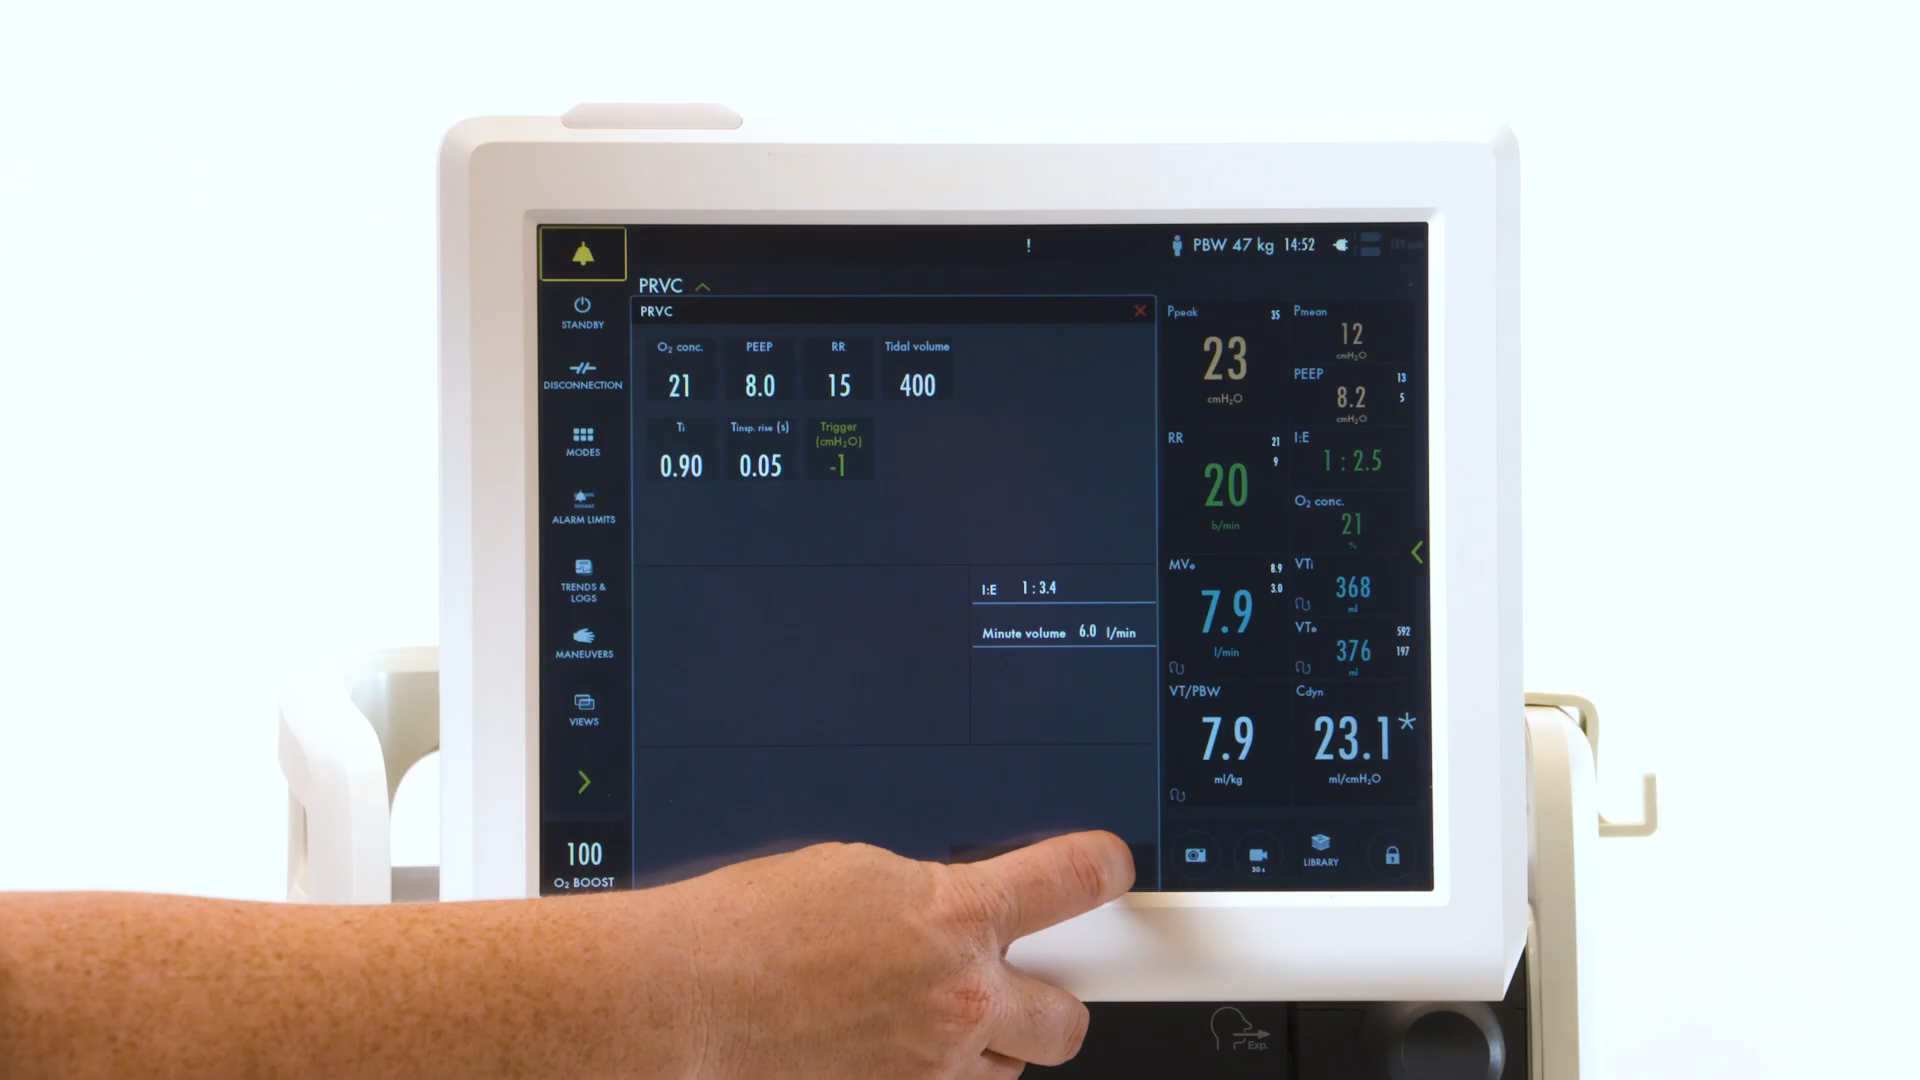 ! PBW 47 kg 14:52
PRVC
PRVC
STANDBY
DISCONNECTION
MODES
ALARM LIMITS
TRENDS &
LOGS
MANEUVERS
VIEWS
100
O₂ BOOST
O₂ conc. PEEP RR Tidal volume
21 8.0 15 400
Ti Tinsp. rise (s) Trigger
(cmH₂O)
0.90 0.05 -1
I:E 1 : 3.4
Minute volume 6.0 l/min
Ppeak 35
23
cmH₂O
Pmean
12
cmH₂O
PEEP 13
8.2 5
cmH₂O
RR 21
9
20
b/min
I:E
1 : 2.5
O₂ conc.
21
%
MVe 8.9
3.0
7.9
l/min
VTi
368
ml
VTe 592
376 197
ml
VT/PBW
7.9
ml/kg
Cdyn
23.1*
ml/cmH₂O
30 s
LIBRARY
Exp.